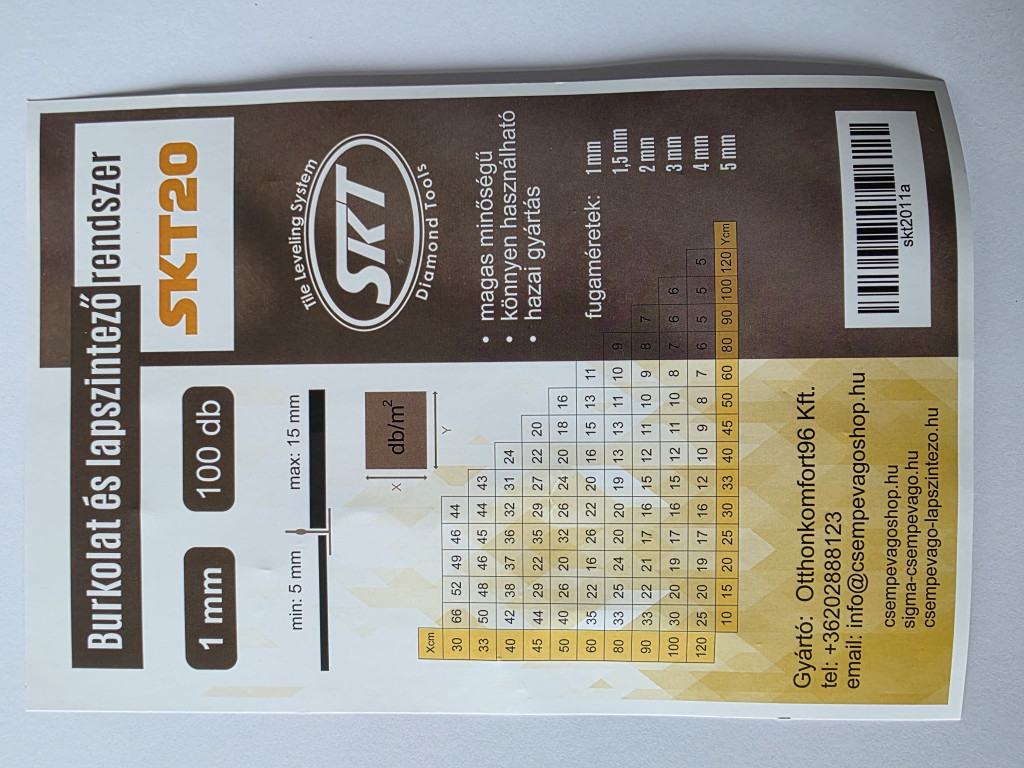 Burkolat és lapszintező rendszer
SKT20
1 mm
100 db
min: 5 mm
max: 15 mm
Tile Leveling System
SKT
Diamond Tools
X
db/m²
Y
• magas minőségű
• könnyen használható
• hazai gyártás
fugaméretek: 1mm
1,5 mm
2 mm
3 mm
4 mm
5 mm
Xcm
30 66 52 49 46 44
33 50 48 46 45 44 43
40 42 38 37 36 32 31 24
45 44 29 22 35 29 27 22 20
50 40 26 20 32 26 24 20 18 16
60 35 22 16 26 22 20 16 15 13 11
80 33 25 24 20 20 19 13 13 11 10 9
90 33 22 21 17 16 15 12 11 10 9 8 7
100 30 20 19 17 16 15 12 11 10 8 7 6 6
120 25 20 19 17 16 12 10 9 8 7 6 5 5 5
10 15 20 25 30 33 40 45 50 60 80 90 100 120 Ycm
Gyártó: Otthonkomfort96 Kft.
tel: +36202888123
email: info@csempevagoshop.hu
csempevagoshop.hu
sigma-csempevago.hu
csempevago-lapszintezo.hu
skt2011a